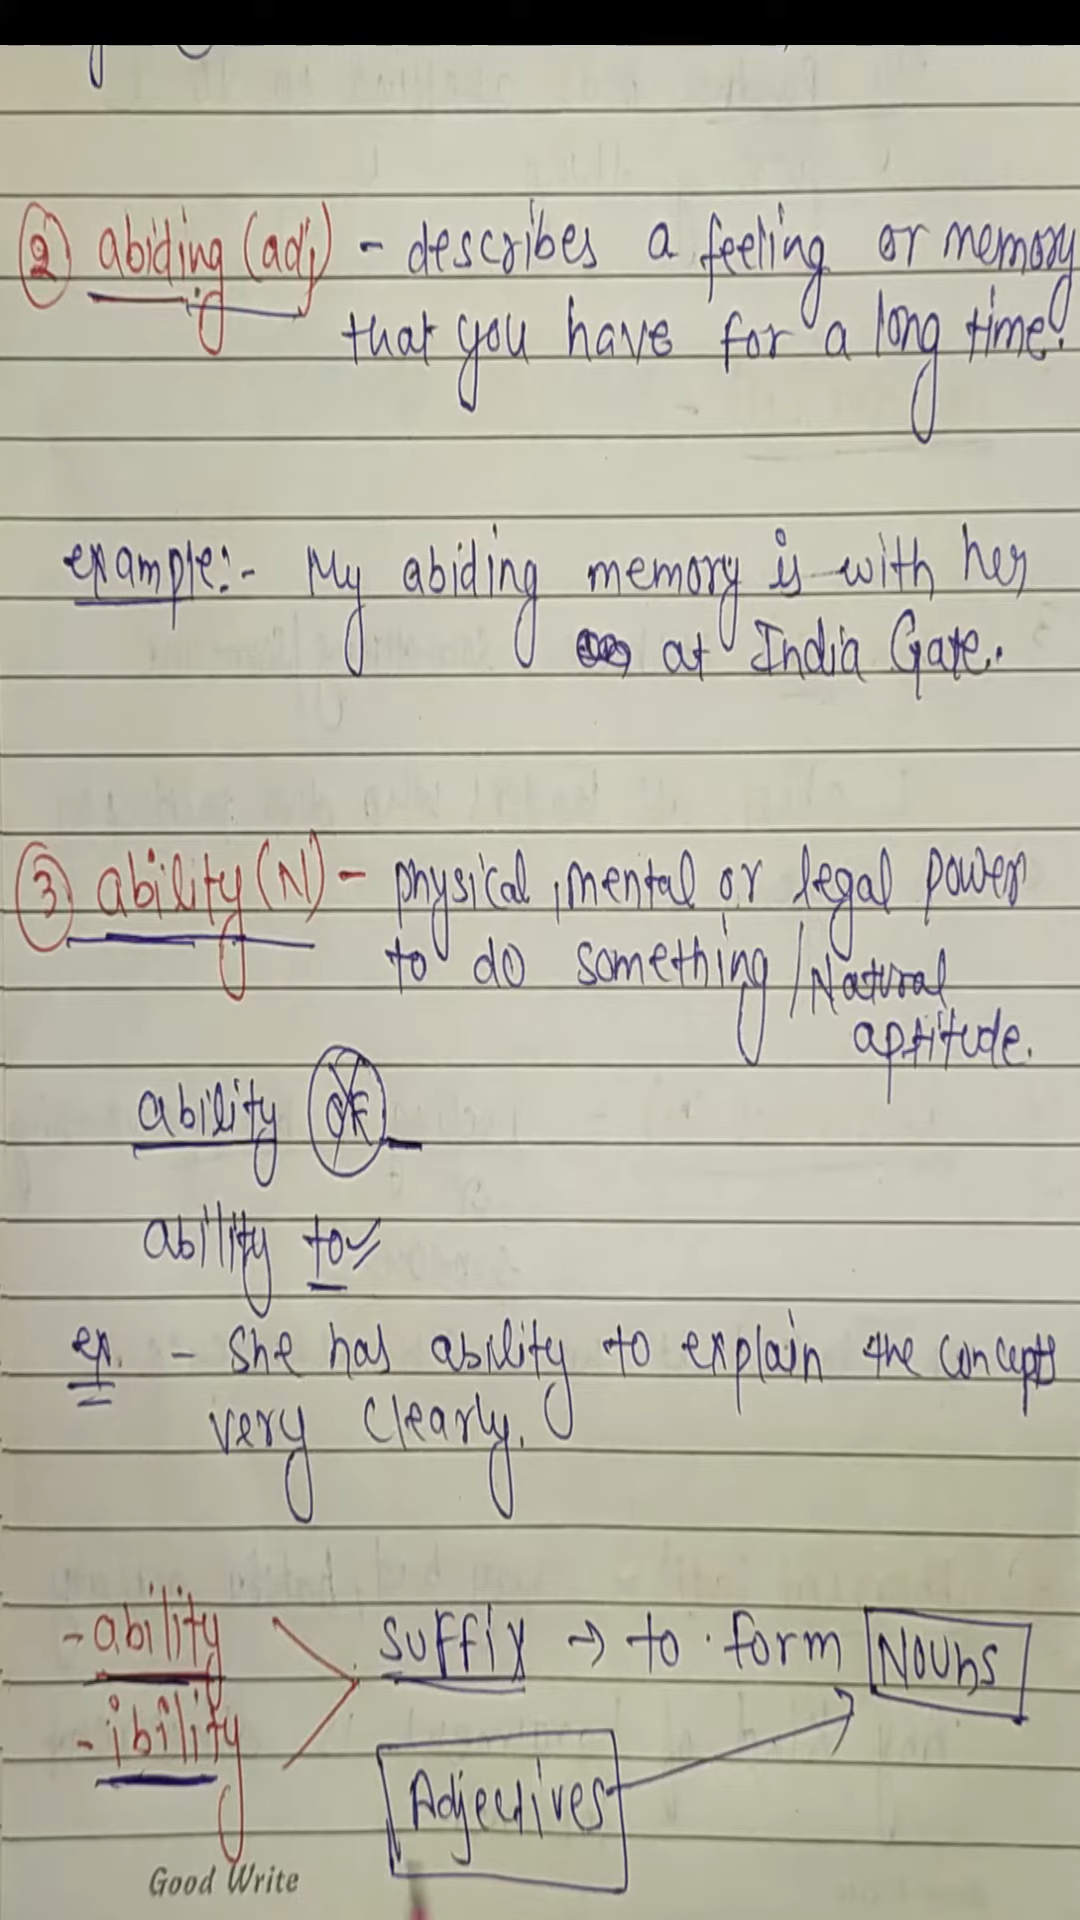 ② abiding (adj) - describes a feeling or memory
that you have for a long time.
example:- My abiding memory is with her
at India Gate.
③ ability (N) - physical, mental or legal power
to do something / Natural
aptitude.
ability of
ability to
ex. - She has ability to explain the concepts
very clearly.
-ability
-ibility
suffix → to form Nouns
Adjectives
Good Write